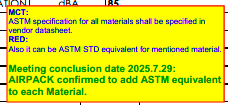 dBA 85
MCT:
ASTM specification for all materials shall be specified in
vendor datasheet.
RED:
Also it can be ASTM STD equivalent for mentioned material.
Meeting conclusion date 2025.7.29:
AIRPACK confirmed to add ASTM equivalent
to each Material.